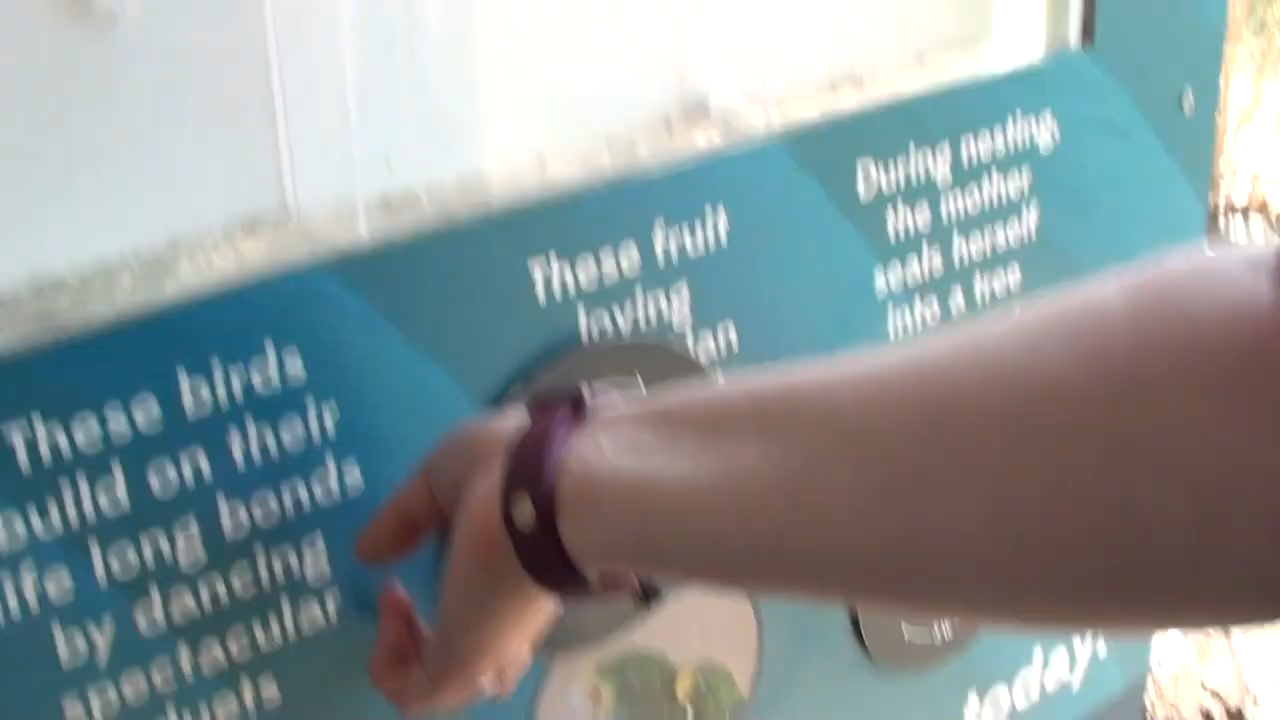 These birds
build on their
life long bonds
by dancing
spectacular
duets
These fruit
loving
During nesting,
the mother
seals herself
into a tree
today!